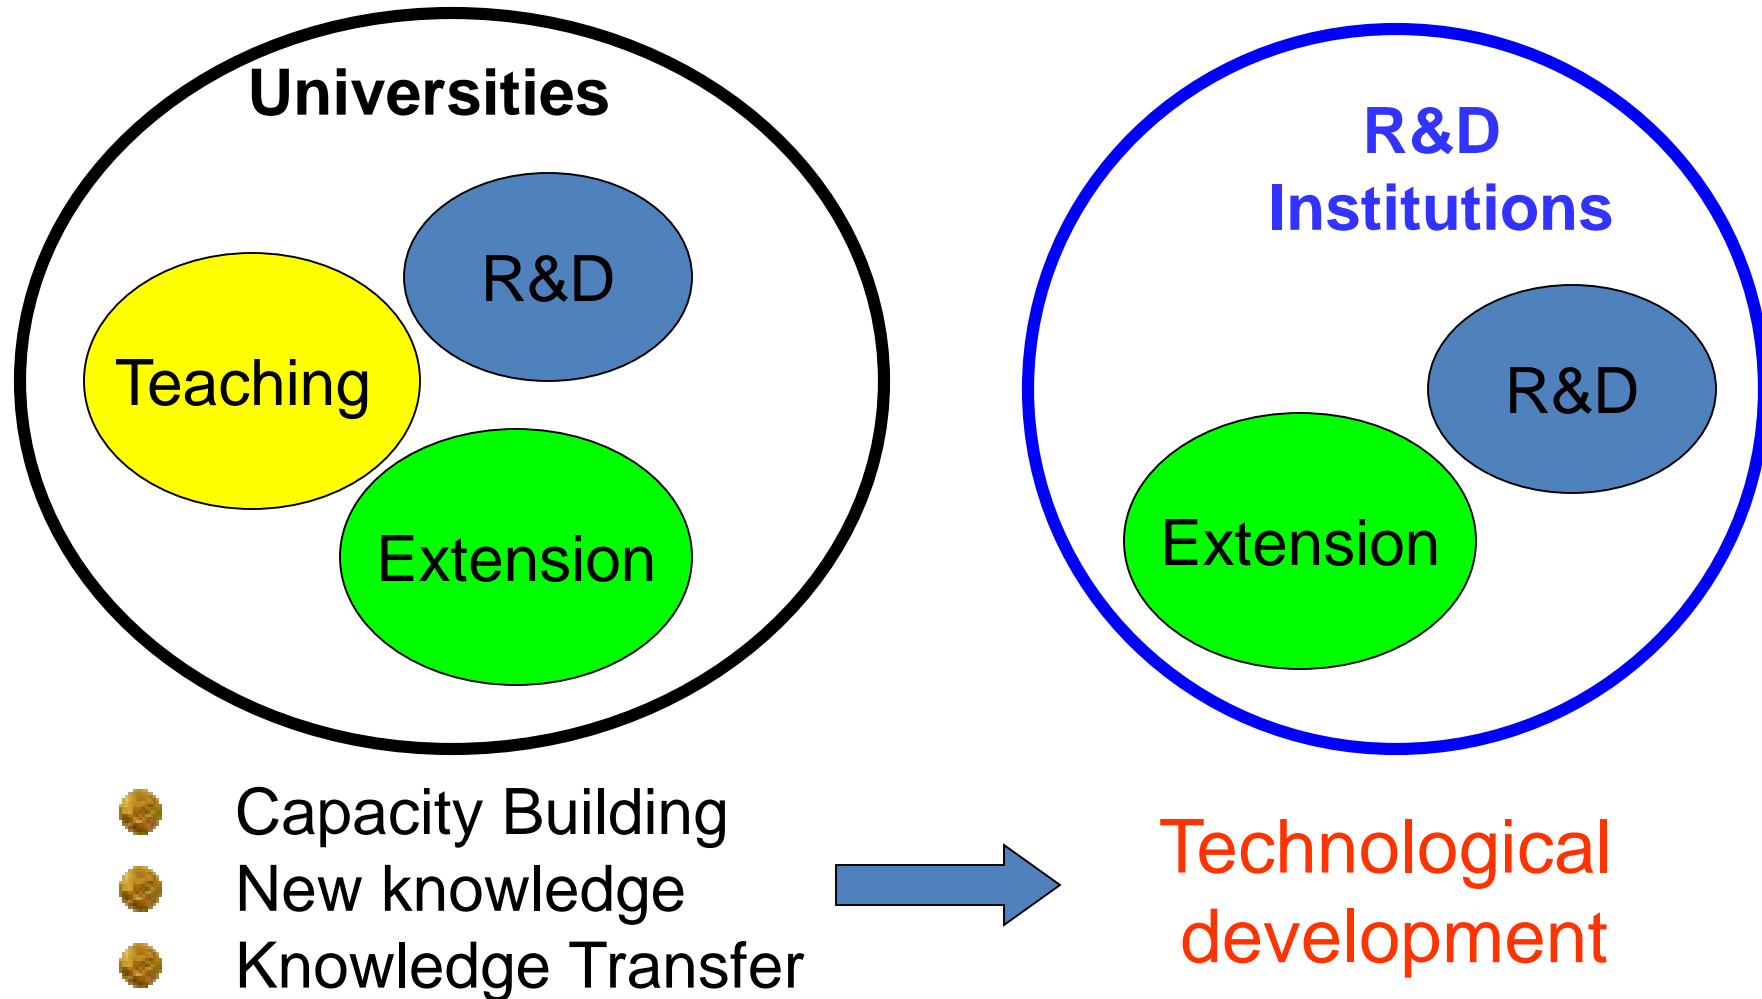 Universities
R&D
Teaching
Extension
R&D
Institutions
R&D
Extension
Capacity Building
New knowledge
Knowledge Transfer
Technological
development